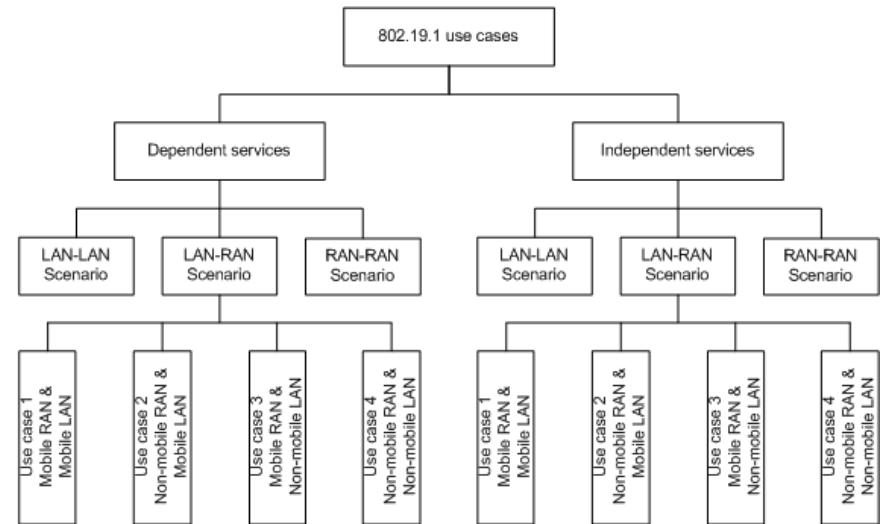 802.19.1 use cases
Dependent services
Independent services
LAN-LAN
Scenario
LAN-RAN
Scenario
RAN-RAN
Scenario
LAN-LAN
Scenario
LAN-RAN
Scenario
RAN-RAN
Scenario
Use case 1
Mobile RAN &
Mobile LAN
Use case 2
Non-mobile RAN &
Mobile LAN
Use case 3
Mobile RAN &
Non-mobile LAN
Use case 4
Non-mobile RAN &
Non-mobile LAN
Use case 1
Mobile RAN &
Mobile LAN
Use case 2
Non-mobile RAN &
Mobile LAN
Use case 3
Mobile RAN &
Non-mobile LAN
Use case 4
Non-mobile RAN &
Non-mobile LAN